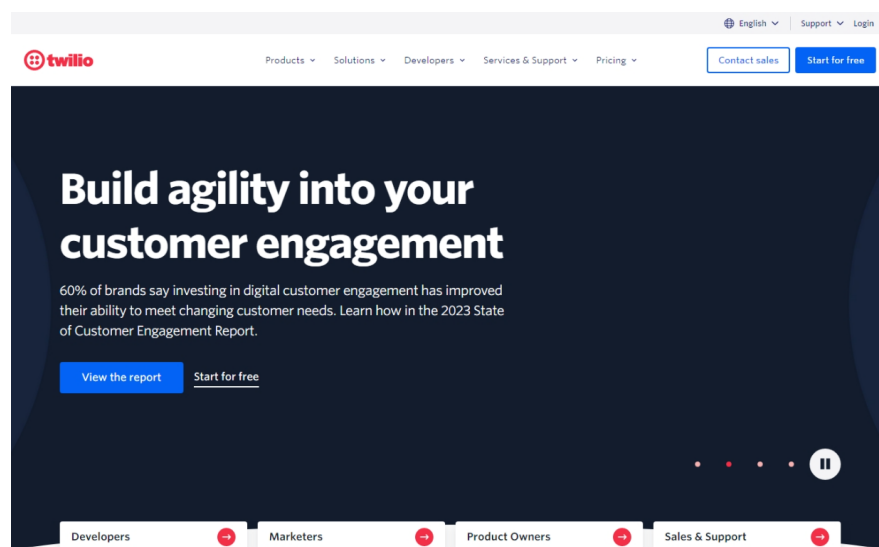 English
Support
Login
twilio
Products
Solutions
Developers
Services & Support
Pricing
Contact sales
Start for free
Build agility into your
customer engagement
60% of brands say investing in digital customer engagement has improved
their ability to meet changing customer needs. Learn how in the 2023 State
of Customer Engagement Report.
View the report
Start for free
Developers
Marketers
Product Owners
Sales & Support